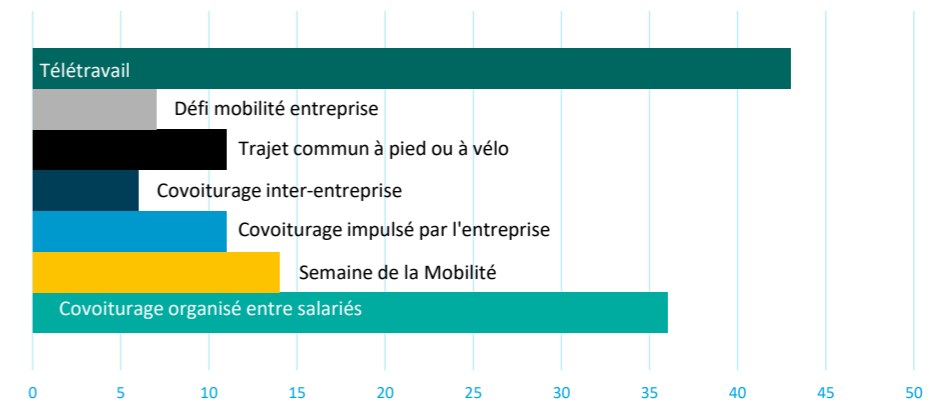 Télétravail
Défi mobilité entreprise
Trajet commun à pied ou à vélo
Covoiturage inter-entreprise
Covoiturage impulsé par l'entreprise
Semaine de la Mobilité
Covoiturage organisé entre salariés
0 5 10 15 20 25 30 35 40 45 50